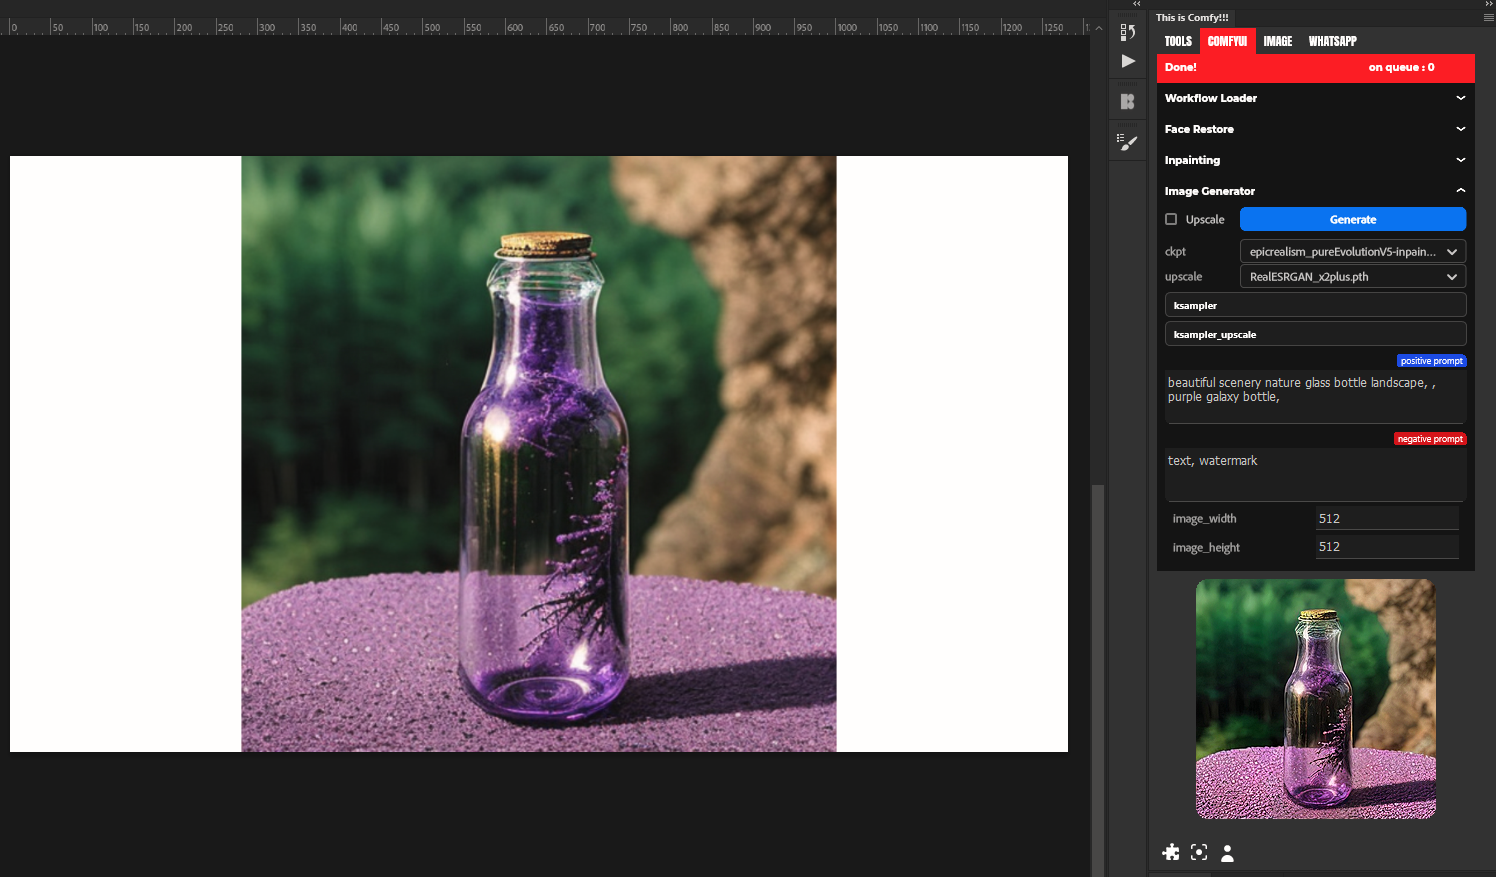 0 50 100 150 200 250 300 350 400 450 500 550 600 650 700 750 800 850 900 950 1000 1050 1100 1150 1200 1250
This is Comfy!!!
TOOLS COMFYUI IMAGE WHATSAPP
Done! on queue : 0
Workflow Loader
Face Restore
Inpainting
Image Generator
Upscale Generate
ckpt epicrealism_pureEvolutionV5-inpain...
upscale RealESRGAN_x2plus.pth
ksampler
ksampler_upscale
positive prompt
beautiful scenery nature glass bottle landscape, ,
purple galaxy bottle,
negative prompt
text, watermark
image_width 512
image_height 512